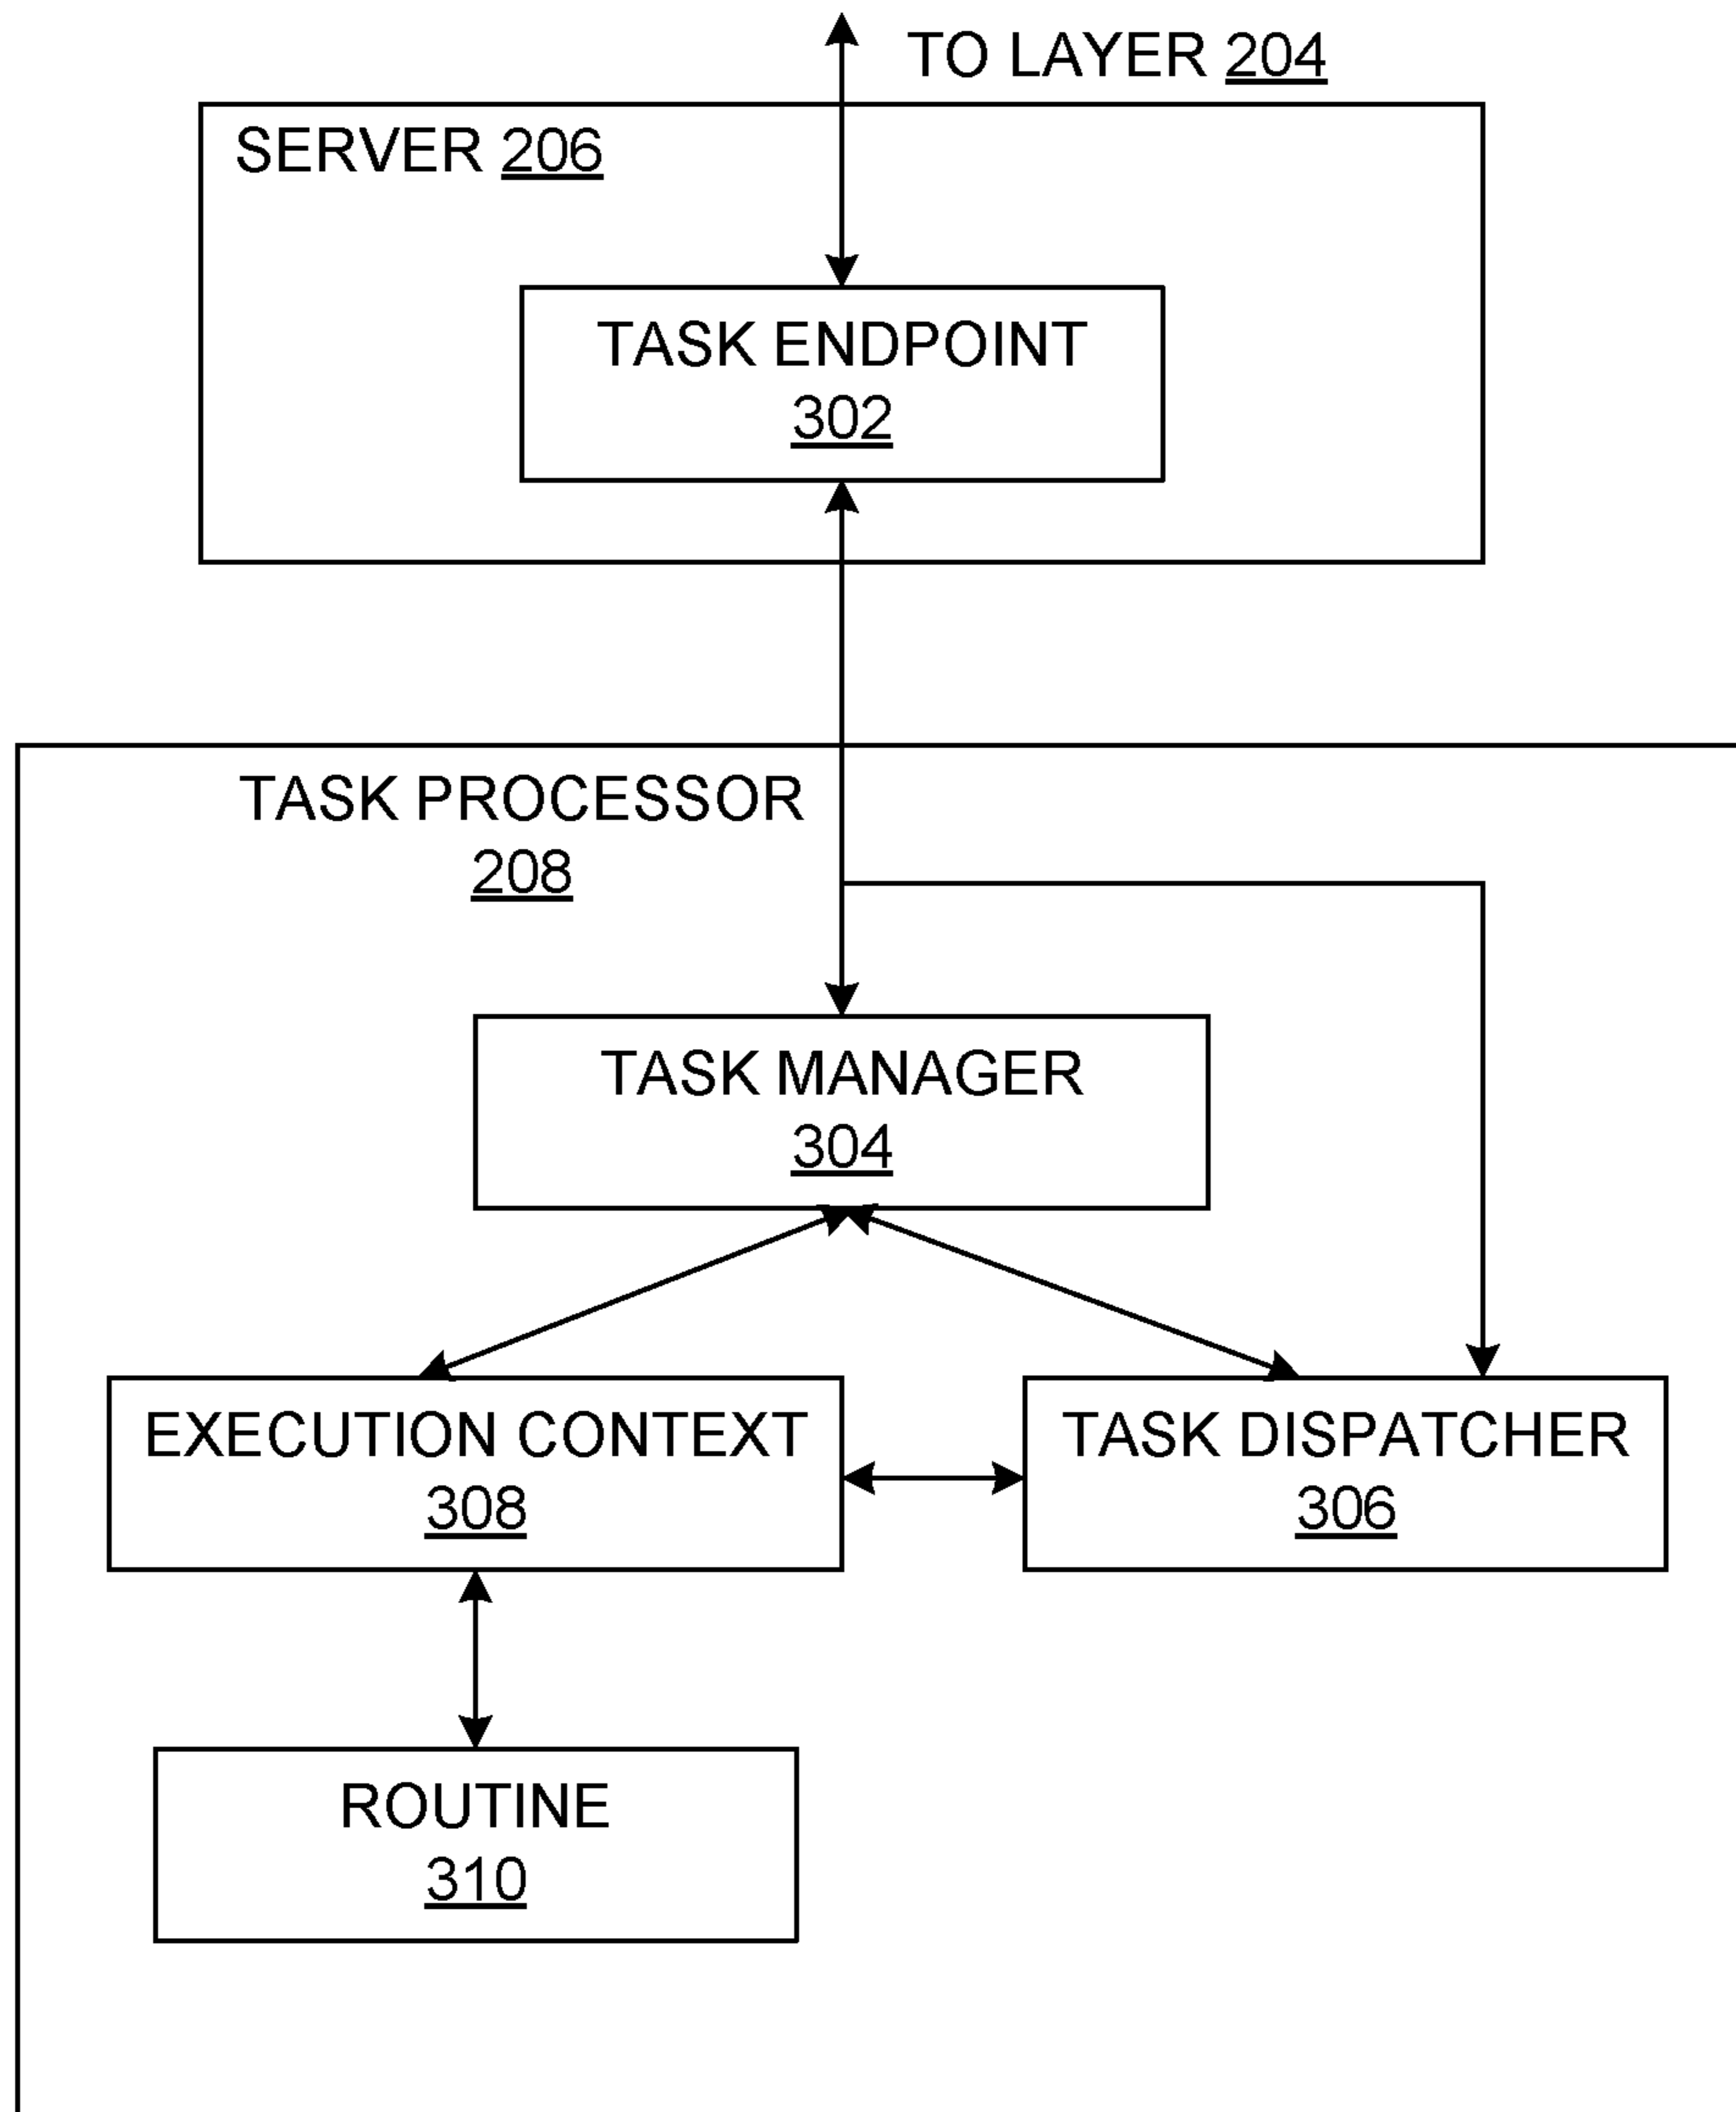 TO LAYER 204
SERVER 206
TASK ENDPOINT
302
TASK PROCESSOR
208
TASK MANAGER
304
EXECUTION CONTEXT
308
TASK DISPATCHER
306
ROUTINE
310